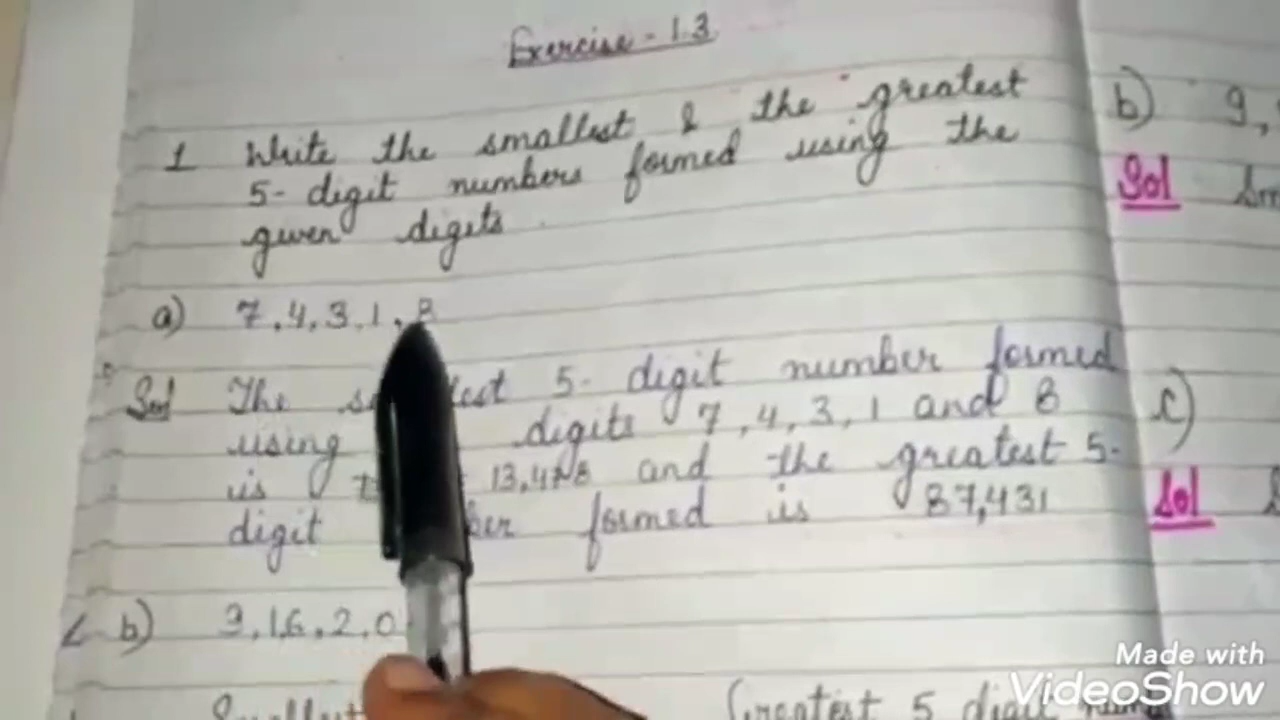 Exercise - 1.3
1 Write the smallest & the greatest
5- digit numbers formed using the
given digits.
a) 7,4,3,1,8
Sol The st 5- digit number formed
using digits 7,4,3,1 and 8
is 13,478 and the greatest 5-
digit ber formed is 87,431
b) 9,1,6,2,0
Greatest 5 digit
b) 9,
Sol
c)
Sol
Made with
VideoShow